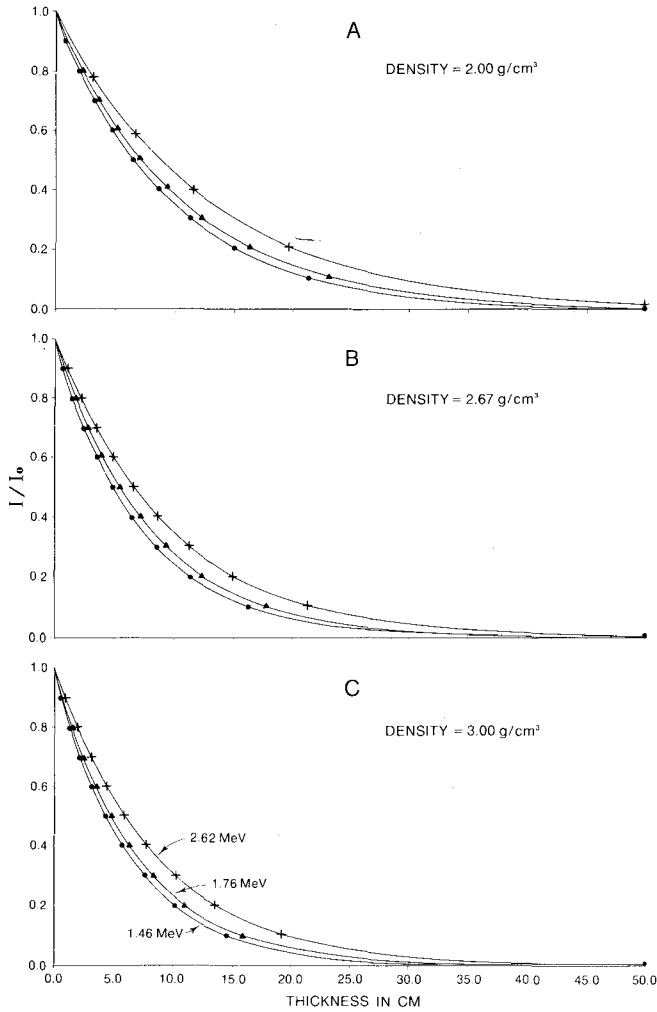 1.0
A
DENSITY = 2.00 g/cm³
0.8
0.6
0.4
0.2
0.0
1.0
B
DENSITY = 2.67 g/cm³
0.8
0.6
I / I₀
0.4
0.2
0.0
1.0
C
DENSITY = 3.00 g/cm³
0.8
0.6
0.4
2.62 MeV
1.76 MeV
0.2
1.46 MeV
0.0
0.0 5.0 10.0 15.0 20.0 25.0 30.0 35.0 40.0 45.0 50.0
THICKNESS IN CM